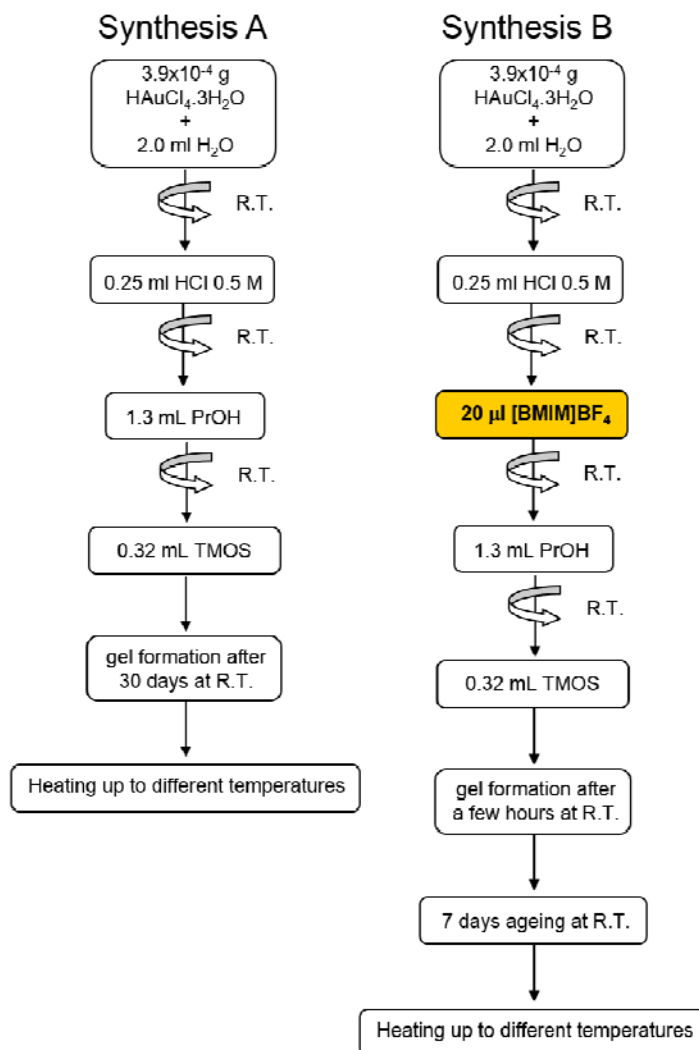 Synthesis A
3.9x10⁻⁴ g
HAuCl₄.3H₂O
+
2.0 ml H₂O
R.T.
0.25 ml HCl 0.5 M
R.T.
1.3 mL PrOH
R.T.
0.32 mL TMOS
gel formation after
30 days at R.T.
Heating up to different temperatures
Synthesis B
3.9x10⁻⁴ g
HAuCl₄.3H₂O
+
2.0 ml H₂O
R.T.
0.25 ml HCl 0.5 M
R.T.
20 µl [BMIM]BF₄
R.T.
1.3 mL PrOH
R.T.
0.32 mL TMOS
gel formation after
a few hours at R.T.
7 days ageing at R.T.
Heating up to different temperatures